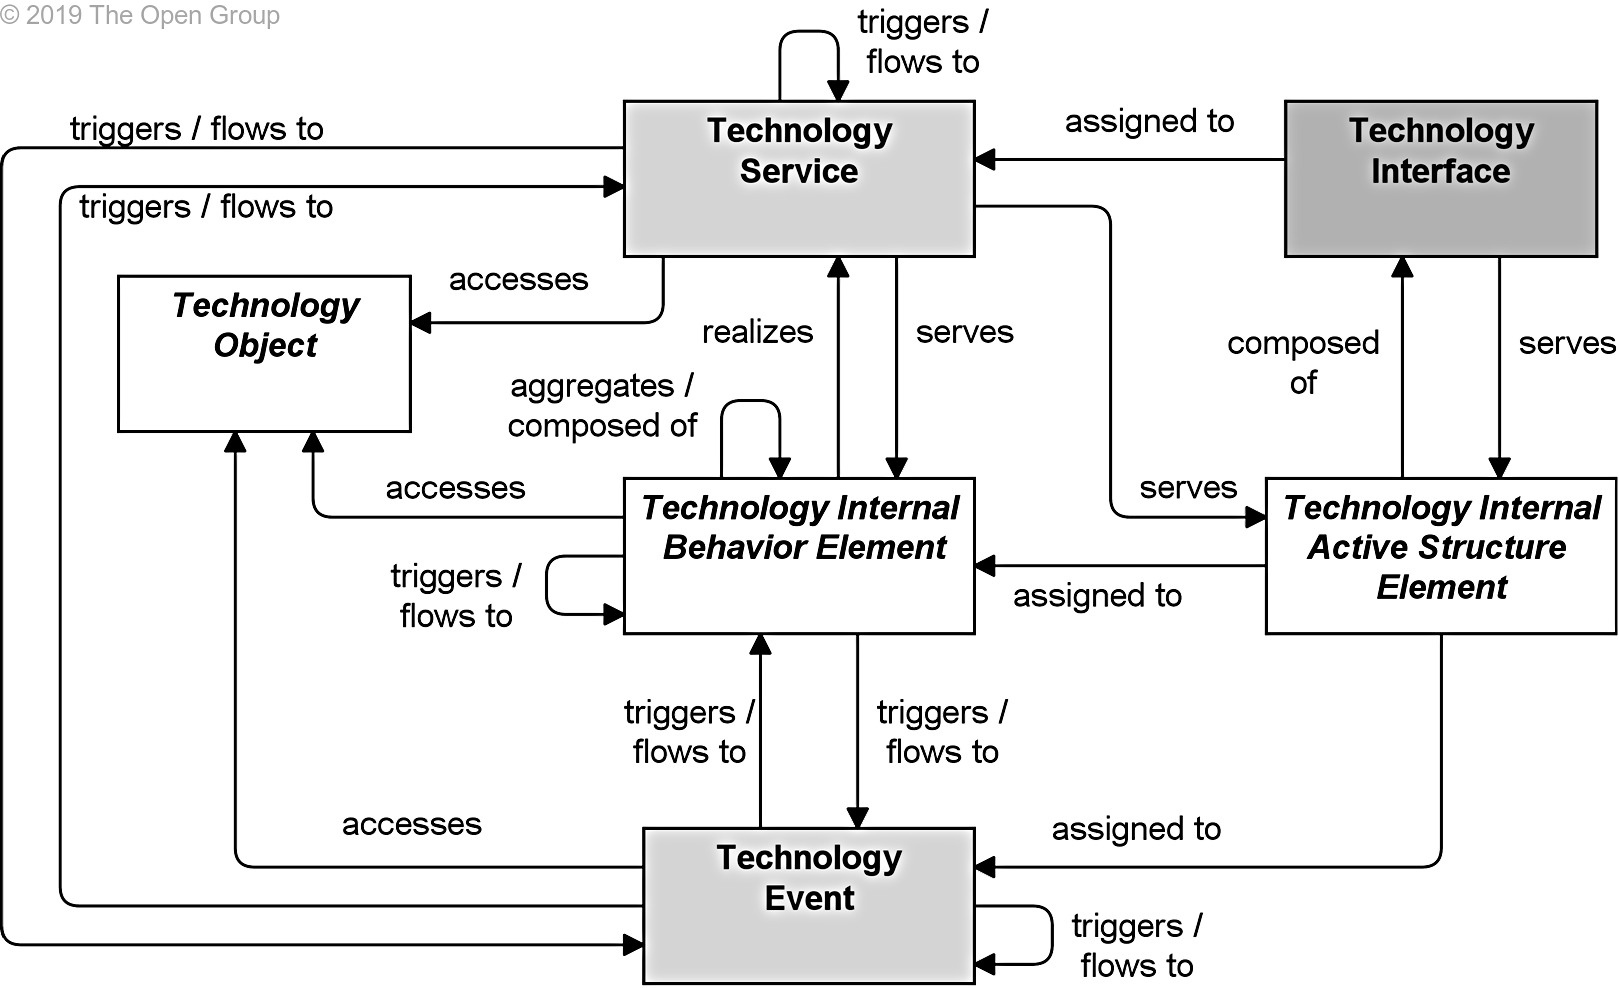 © 2019 The Open Group
triggers /
flows to
Technology
Service
assigned to
Technology
Interface
triggers / flows to
triggers / flows to
accesses
Technology
Object
realizes
serves
composed
of
serves
aggregates /
composed of
accesses
Technology Internal
Behavior Element
serves
Technology Internal
Active Structure
Element
triggers /
flows to
assigned to
triggers /
flows to
triggers /
flows to
accesses
assigned to
Technology
Event
triggers /
flows to